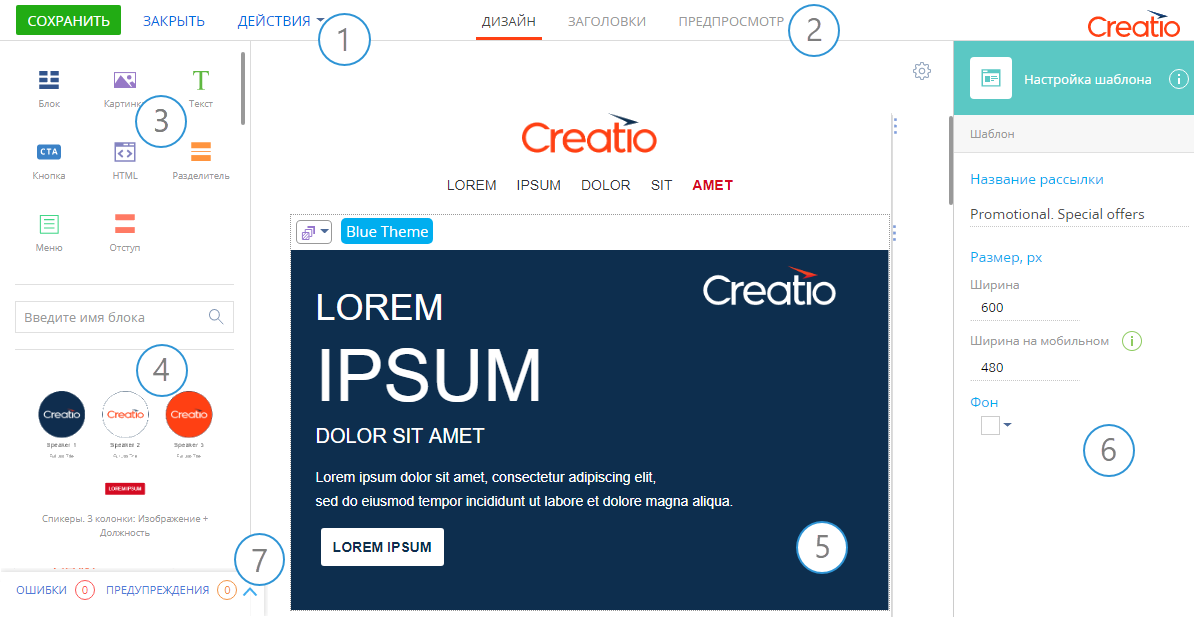 СОХРАНИТЬ ЗАКРЫТЬ ДЕЙСТВИЯ
1
ДИЗАЙН ЗАГОЛОВКИ ПРЕДПРОСМОТР
2
Creatio
Блок Картинка Текст
3
CTA
Кнопка HTML Разделитель
Меню Отступ
Введите имя блока
4
Creatio Creatio Creatio
Speaker 1 Speaker 2 Speaker 3
LOREM IPSUM
Спикеры. 3 колонки: Изображение +
Должность
7
ОШИБКИ 0 ПРЕДУПРЕЖДЕНИЯ 0
Creatio
LOREM IPSUM DOLOR SIT AMET
Blue Theme
Creatio
LOREM
IPSUM
DOLOR SIT AMET
Lorem ipsum dolor sit amet, consectetur adipiscing elit,
sed do eiusmod tempor incididunt ut labore et dolore magna aliqua.
LOREM IPSUM
5
Настройка шаблона
Шаблон
Название рассылки
Promotional. Special offers
Размер, px
Ширина
600
Ширина на мобильном
480
Фон
6